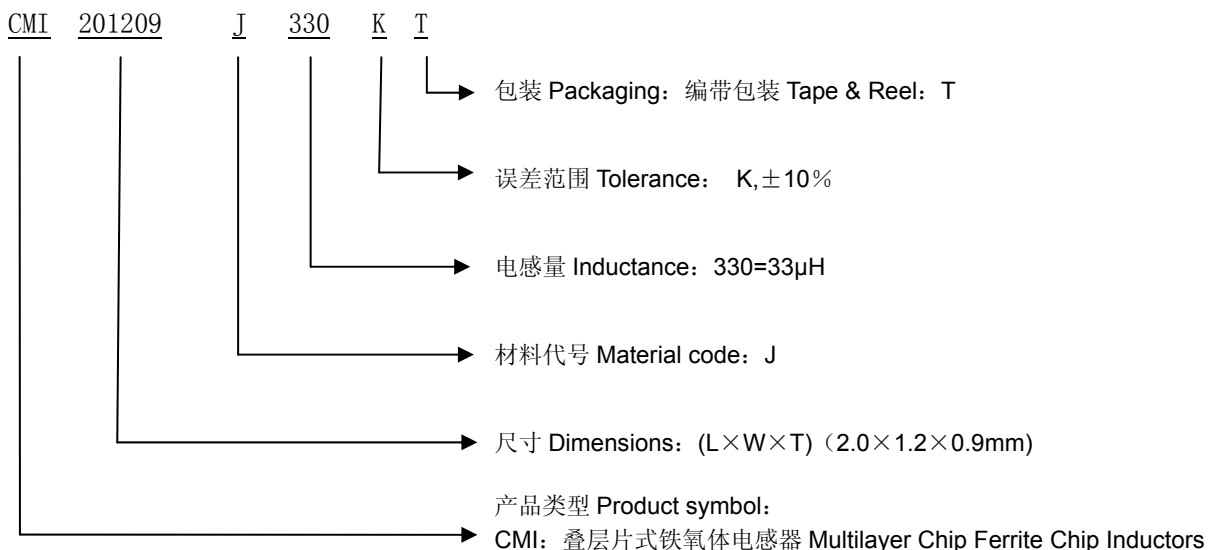 CMI 201209 J 330 K T
包装 Packaging：编带包装 Tape & Reel：T
误差范围 Tolerance： K,±10％
电感量 Inductance：330=33μH
材料代号 Material code：J
尺寸 Dimensions：(L×W×T)（2.0×1.2×0.9mm)
产品类型 Product symbol：
CMI：叠层片式铁氧体电感器 Multilayer Chip Ferrite Chip Inductors